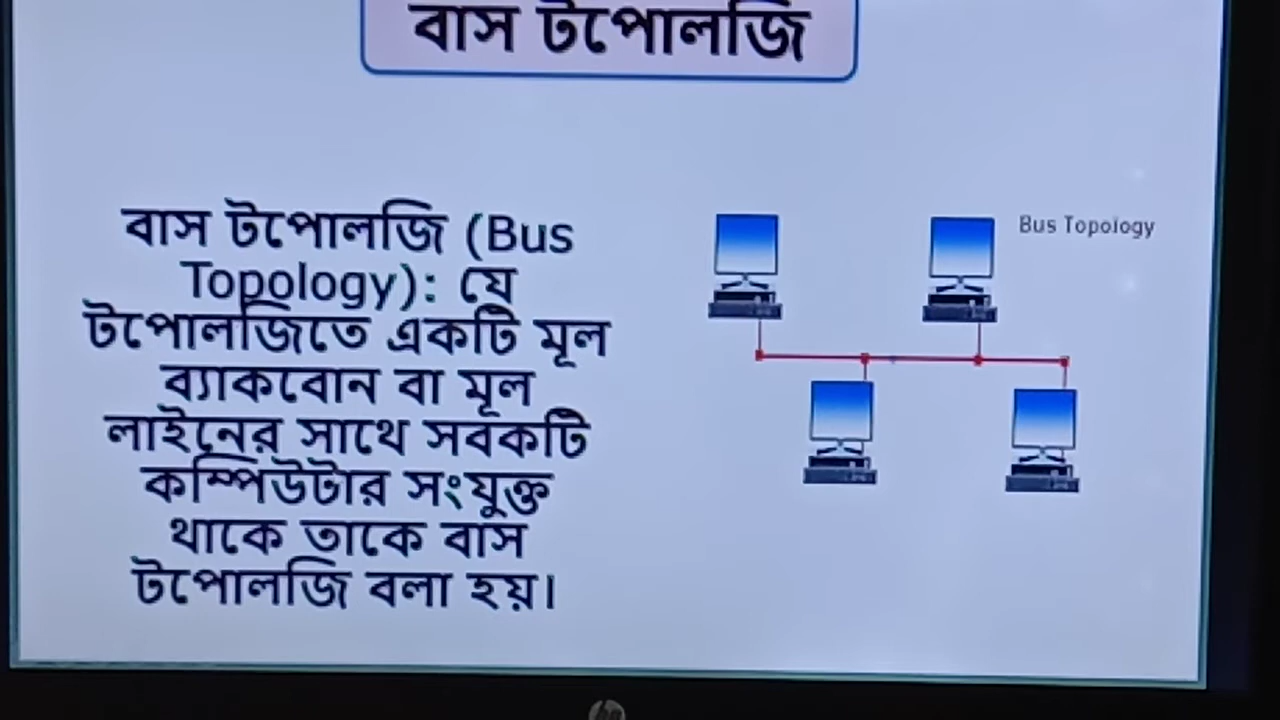 বাস টপোলজি
বাস টপোলজি (Bus
Topology): যে
টপোলজিতে একটি মূল
ব্যাকবোন বা মূল
লাইনের সাথে সবকটি
কম্পিউটার সংযুক্ত
থাকে তাকে বাস
টপোলজি বলা হয়।
Bus Topology
hp